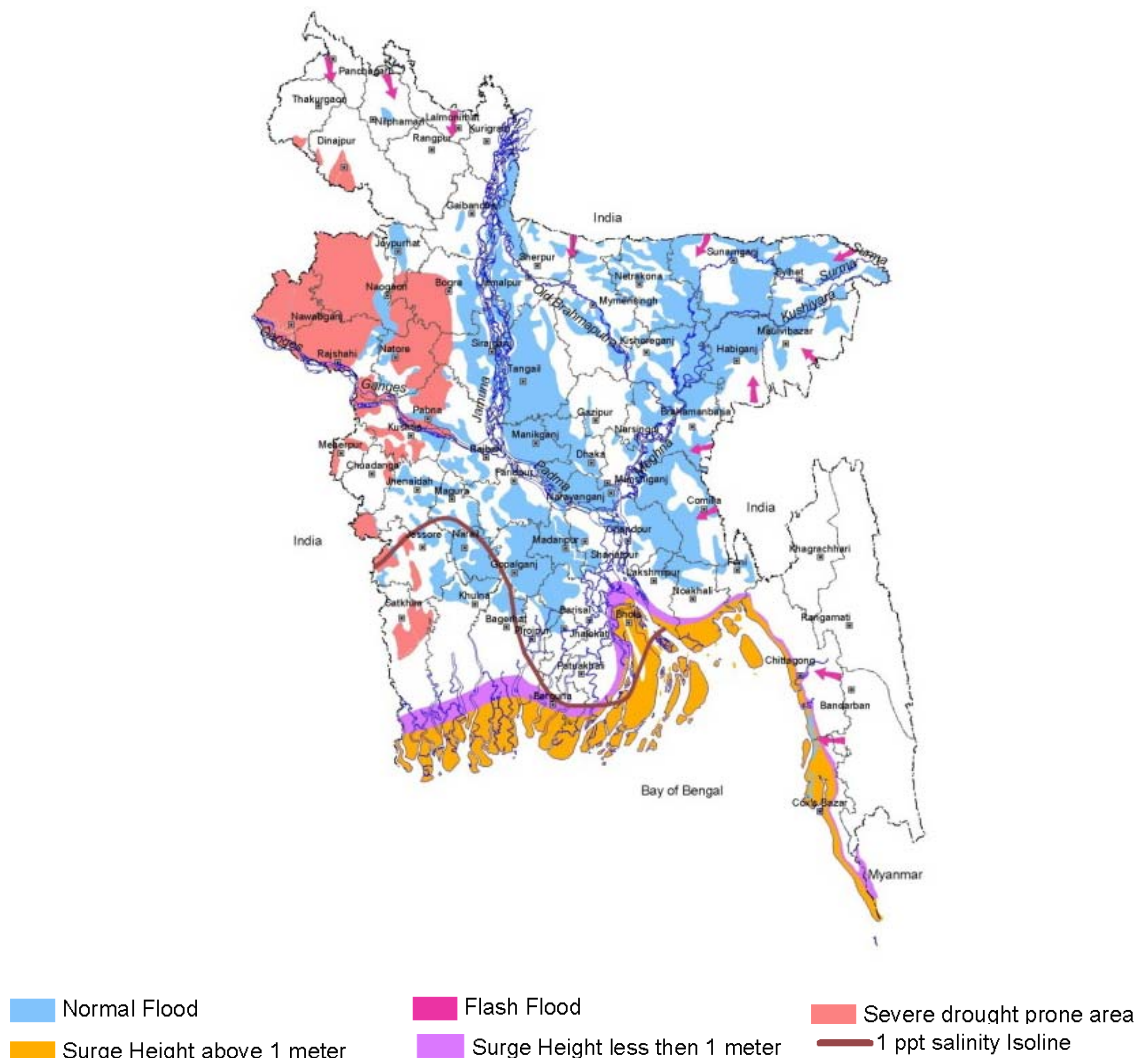 Panchagarh
Thakurgaon
Nilphamari
Lalmonirhat
Kurigram
Rangpur
Dinajpur
Gaibandha
India
Joypurhat
Sherpur
Sunamganj
Surma
Sylhet
Surma
Netrakona
Naogaon
Bogra
Jamalpur
Old Brahmaputra
Mymensingh
Kushiyara
Nawabganj
Ganges
Maulvibazar
Rajshahi
Natore
Sirajganj
Kishoreganj
Habiganj
Tangail
Ganges
Jamuna
Pabna
Gazipur
Brahamanbaria
Kushtia
Narsingdi
Manikganj
Meherpur
Rajbari
Dhaka
Meghna
Chuadanga
Faridpur
Padma
Munshiganj
Jhenaidah
Magura
Narayanganj
Comilla
India
India
Jessore
Narail
Madaripur
Chandpur
Shariatpur
Khagrachhari
Gopalganj
Lakshmipur
Feni
Noakhali
Satkhira
Khulna
Bagerhat
Barisal
Bhola
Pirojpur
Jhalokati
Rangamati
Patuakhali
Chittagong
Barguna
Bandarban
Bay of Bengal
Cox's Bazar
Myanmar
Normal Flood
Flash Flood
Severe drought prone area
Surge Height above 1 meter
Surge Height less then 1 meter
1 ppt salinity Isoline